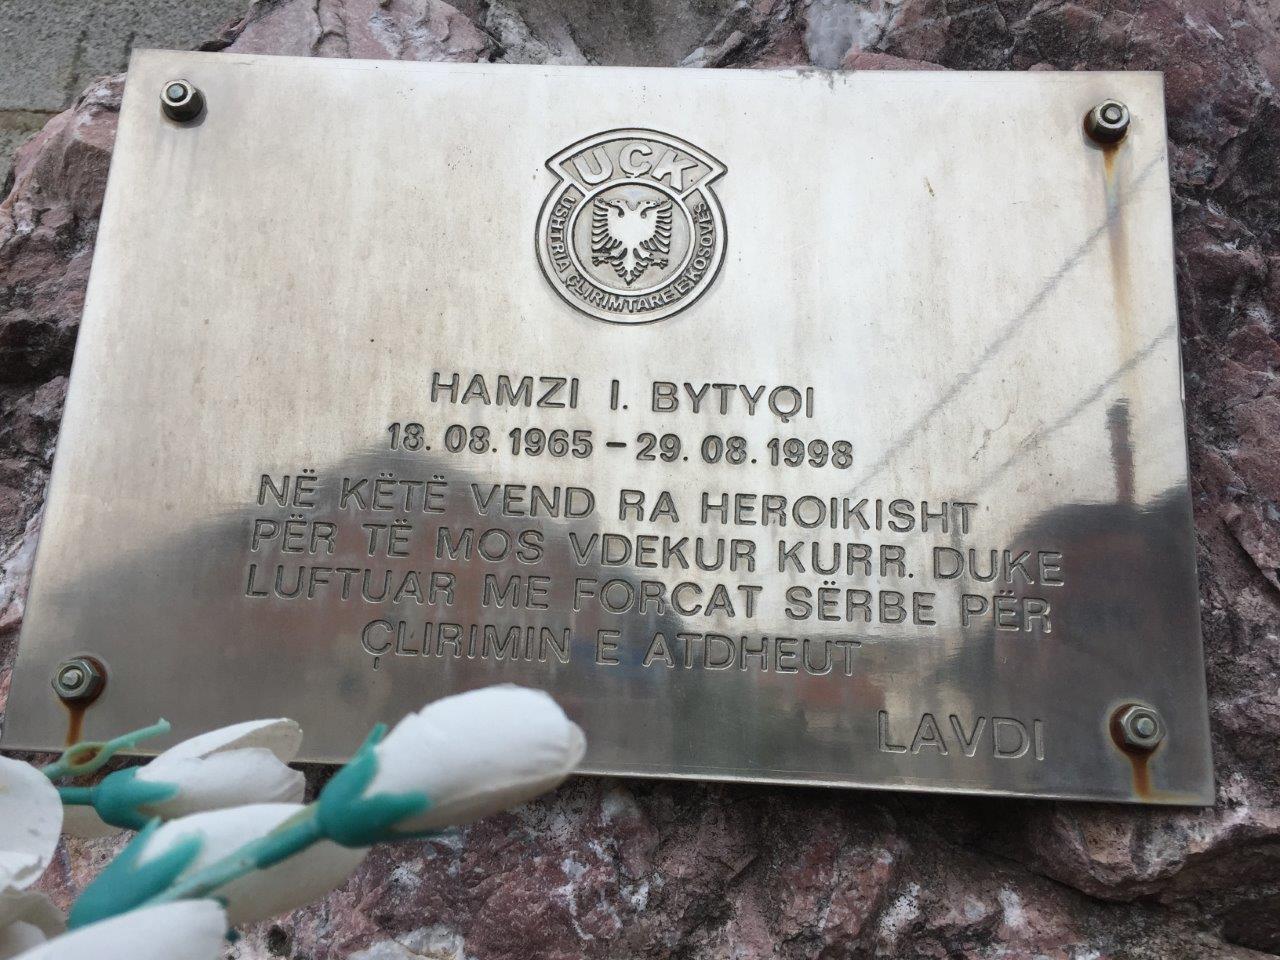 UÇK
USHTRIA ÇLIRIMTARE E KOSOVËS
HAMZI I. BYTYQI
18. 08. 1965 – 29. 08. 1998
NË KËTË VEND RA HEROIKISHT
PËR TË MOS VDEKUR KURR. DUKE
LUFTUAR ME FORCAT SËRBE PËR
ÇLIRIMIN E ATDHEUT
LAVDI